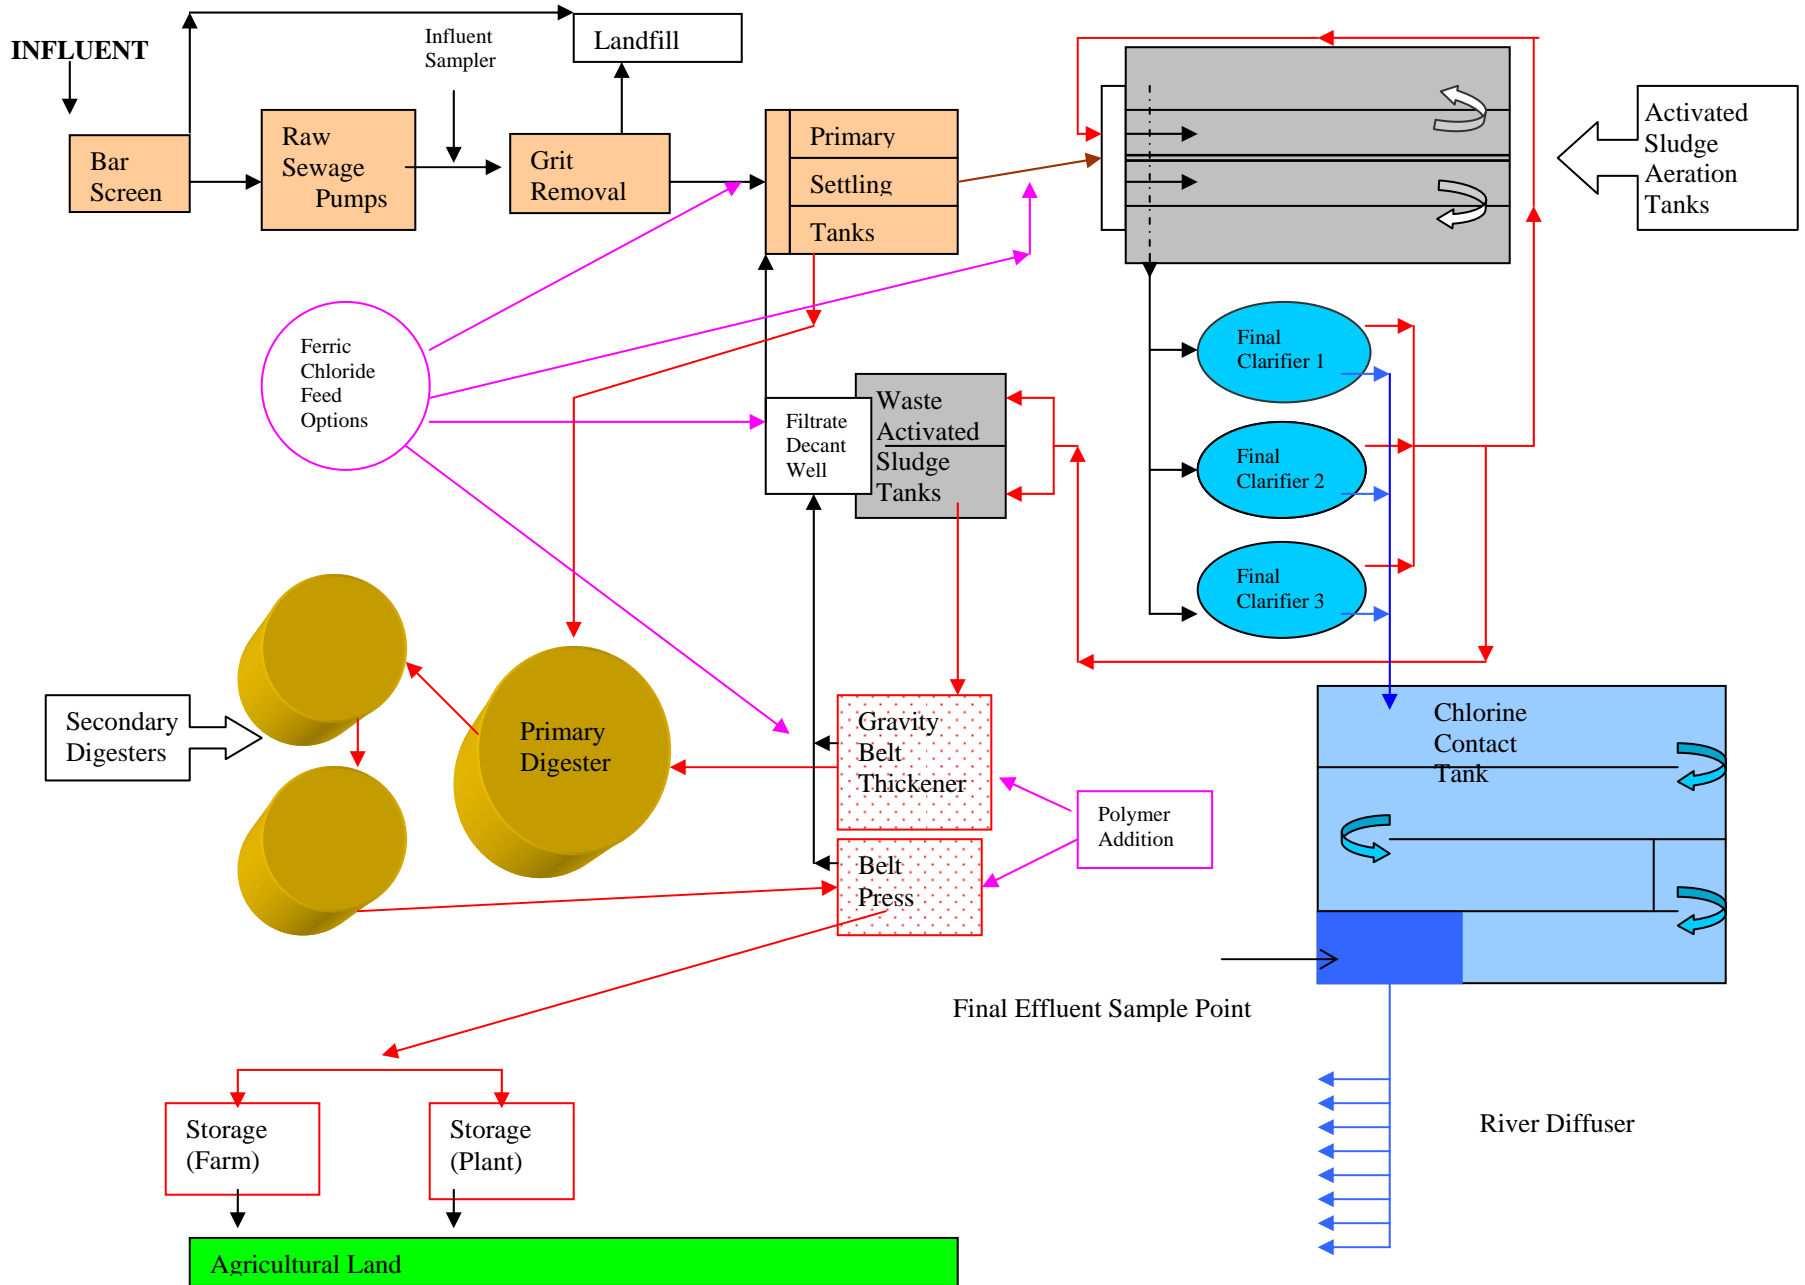 INFLUENT
Influent
Sampler
Landfill
Bar
Screen
Raw
Sewage
Pumps
Grit
Removal
Primary
Settling
Tanks
Activated
Sludge
Aeration
Tanks
Ferric
Chloride
Feed
Options
Filtrate
Decant
Well
Waste
Activated
Sludge
Tanks
Final
Clarifier 1
Final
Clarifier 2
Final
Clarifier 3
Secondary
Digesters
Primary
Digester
Gravity
Belt
Thickener
Polymer
Addition
Belt
Press
Chlorine
Contact
Tank
Final Effluent Sample Point
River Diffuser
Storage
(Farm)
Storage
(Plant)
Agricultural Land